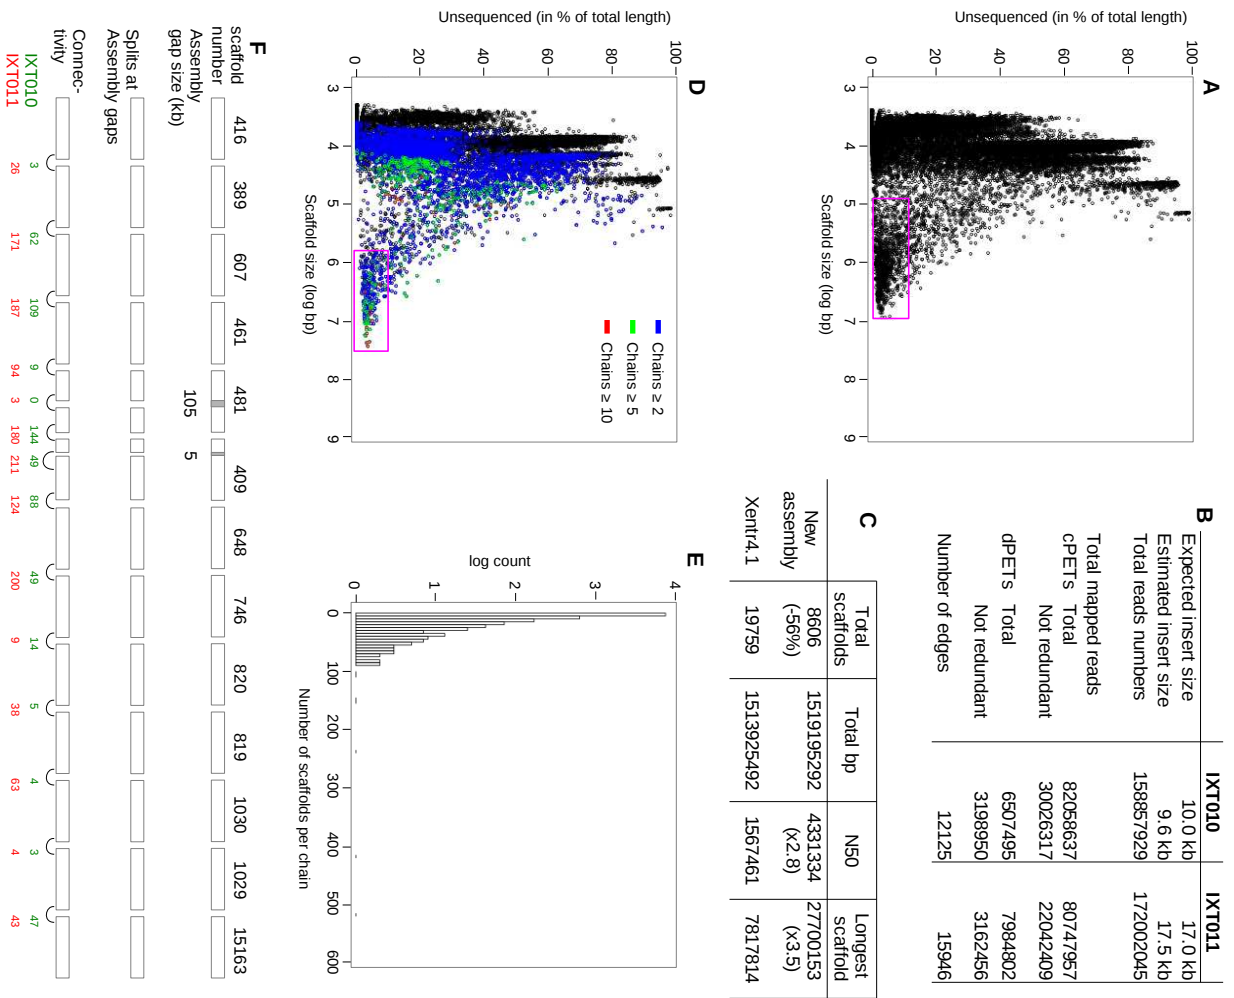 A
Unsequenced (in % of total length)
0 20 40 60 80 100
3 4 5 6 7 8 9
Scaffold size (log bp)
B
IXT010 IXT011
Expected insert size 10.0 kb 17.0 kb
Estimated insert size 9.6 kb 17.5 kb
Total reads numbers 158857929 172002045
Total mapped reads
cPETs Total 82058637 80747957
Not redundant 30026317 22042409
dPETs Total 6507495 7984802
Not redundant 3198950 3162456
Number of edges 12125 15946
C
Total scaffolds Total bp N50 Longest scaffold
New assembly 8606 (-56%) 1519195292 4331334 (x2.8) 27700153 (x3.5)
Xentr4.1 19759 1513925492 1567461 7817814
D
Unsequenced (in % of total length)
0 20 40 60 80 100
3 4 5 6 7 8 9
Scaffold size (log bp)
Chains ≥ 2
Chains ≥ 5
Chains ≥ 10
E
log count
0 1 2 3 4
0 100 200 300 400 500 600
Number of scaffolds per chain
F
scaffold number 416 389 607 461 481 409 648 746 820 819 1030 1029 15163
Assembly gap size (kb) 105 5
Splits at Assembly gaps
Connec-
tivity
IXT010 3 62 109 9 0 144 49 88 49 14 5 4 3 47
IXT011 26 171 187 94 3 180 211 124 200 9 38 63 4 43